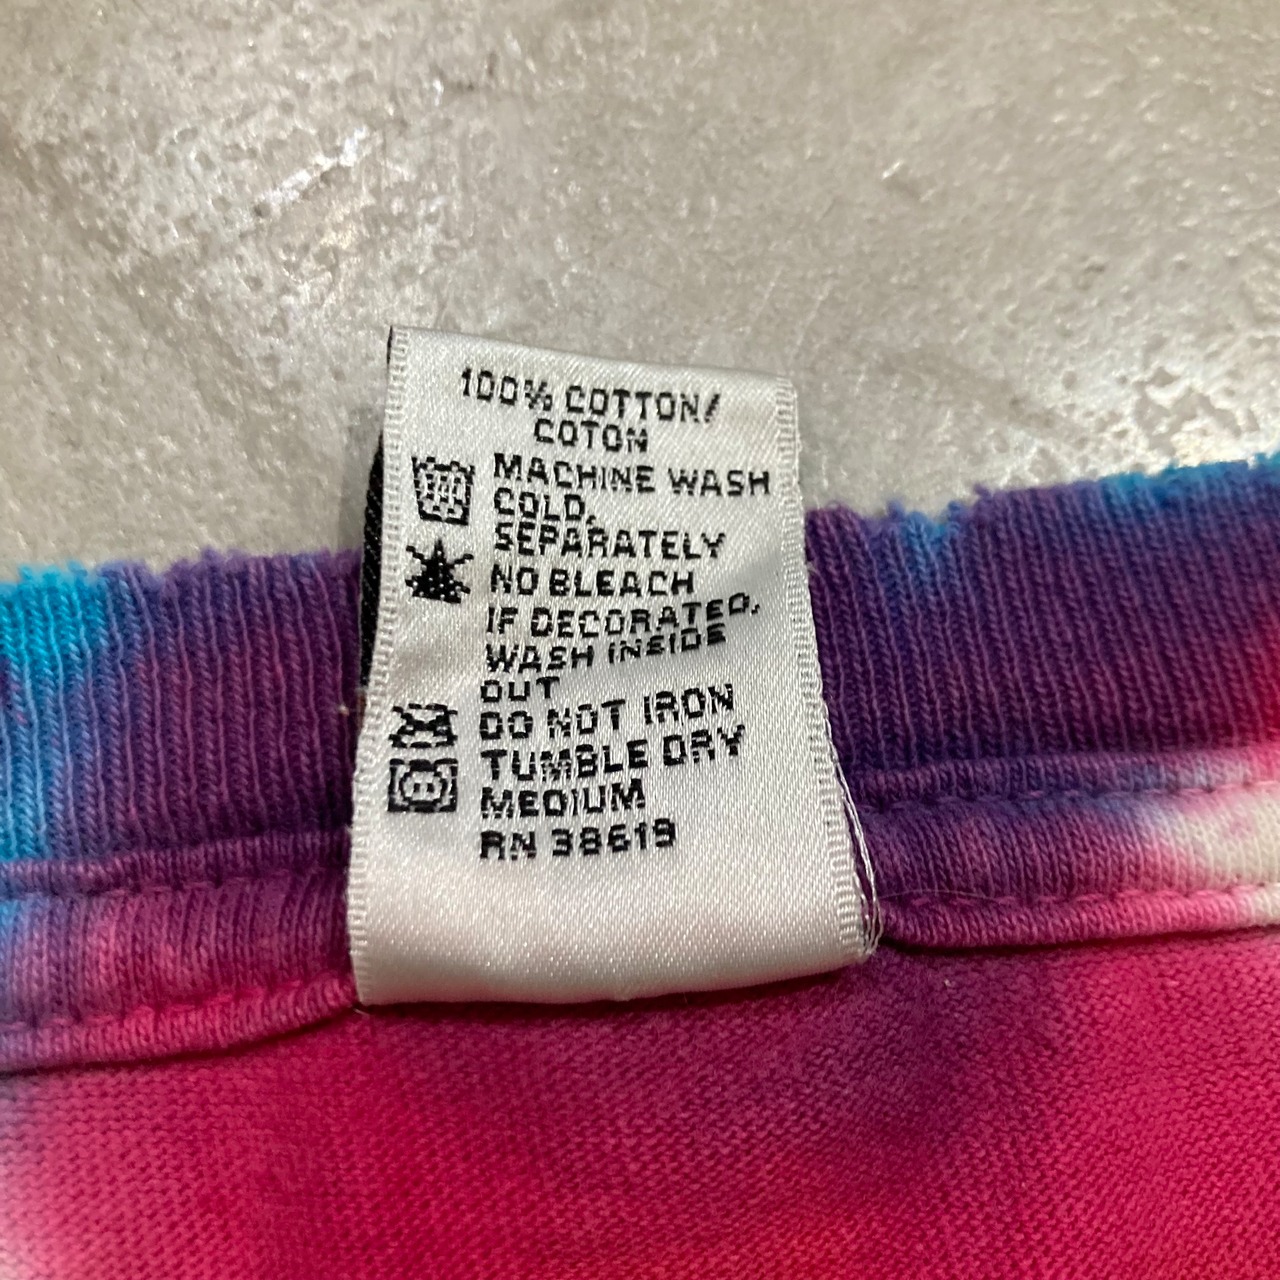 100% COTTON/
COTON
MACHINE WASH
COLD,
SEPARATELY
NO BLEACH
IF DECORATED,
WASH INSIDE
OUT
DO NOT IRON
TUMBLE DRY
MEDIUM
RN 38619